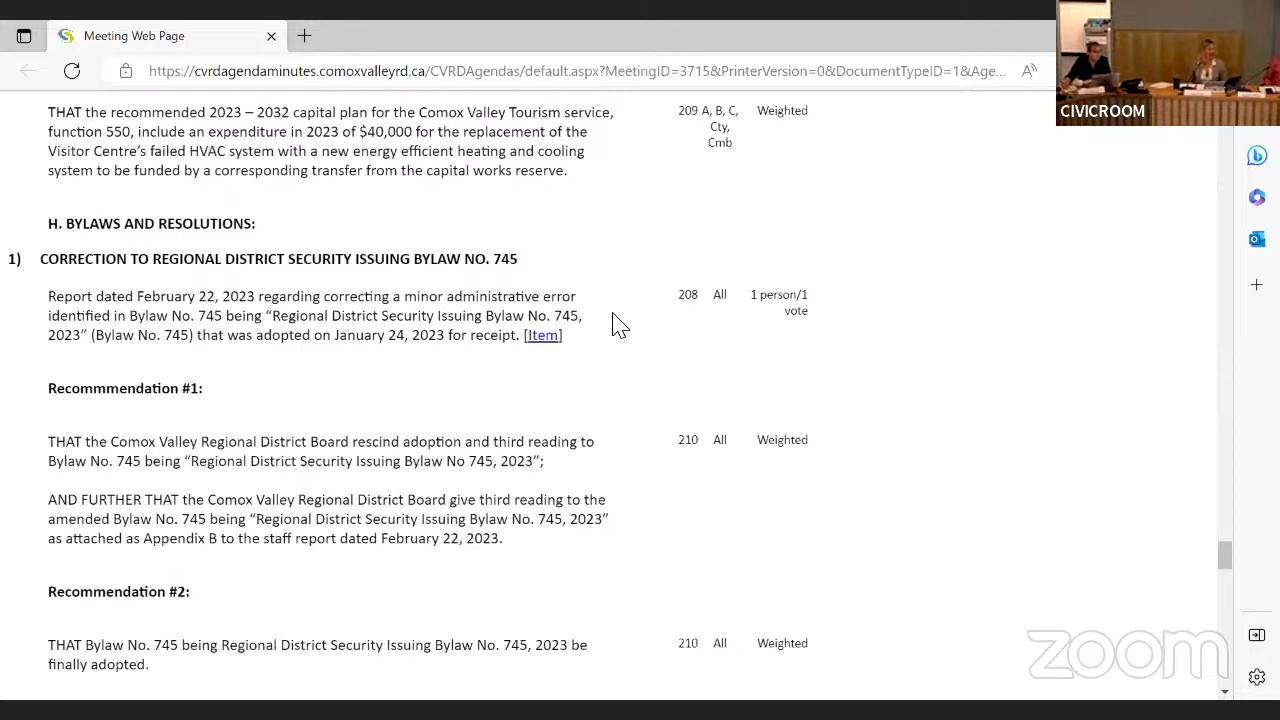 Meeting Web Page
https://cvrdagendaminutes.comoxvalleyrd.ca/CVRDAgendas/default.aspx?MeetingID=3715&PrinterVersion=0&DocumentTypeID=1&Age...
CIVICROOM
THAT the recommended 2023 – 2032 capital plan for the Comox Valley Tourism service, 209 A, B, C, Weighted
function 550, include an expenditure in 2023 of $40,000 for the replacement of the Cty,
Visitor Centre's failed HVAC system with a new energy efficient heating and cooling Cmb
system to be funded by a corresponding transfer from the capital works reserve.
H. BYLAWS AND RESOLUTIONS:
1) CORRECTION TO REGIONAL DISTRICT SECURITY ISSUING BYLAW NO. 745
Report dated February 22, 2023 regarding correcting a minor administrative error 208 All 1 person/1
identified in Bylaw No. 745 being "Regional District Security Issuing Bylaw No. 745, vote
2023" (Bylaw No. 745) that was adopted on January 24, 2023 for receipt. [Item]
Recommmendation #1:
THAT the Comox Valley Regional District Board rescind adoption and third reading to 210 All Weighted
Bylaw No. 745 being "Regional District Security Issuing Bylaw No 745, 2023";
AND FURTHER THAT the Comox Valley Regional District Board give third reading to the
amended Bylaw No. 745 being "Regional District Security Issuing Bylaw No. 745, 2023"
as attached as Appendix B to the staff report dated February 22, 2023.
Recommendation #2:
THAT Bylaw No. 745 being Regional District Security Issuing Bylaw No. 745, 2023 be 210 All Weighted
finally adopted.
zoom